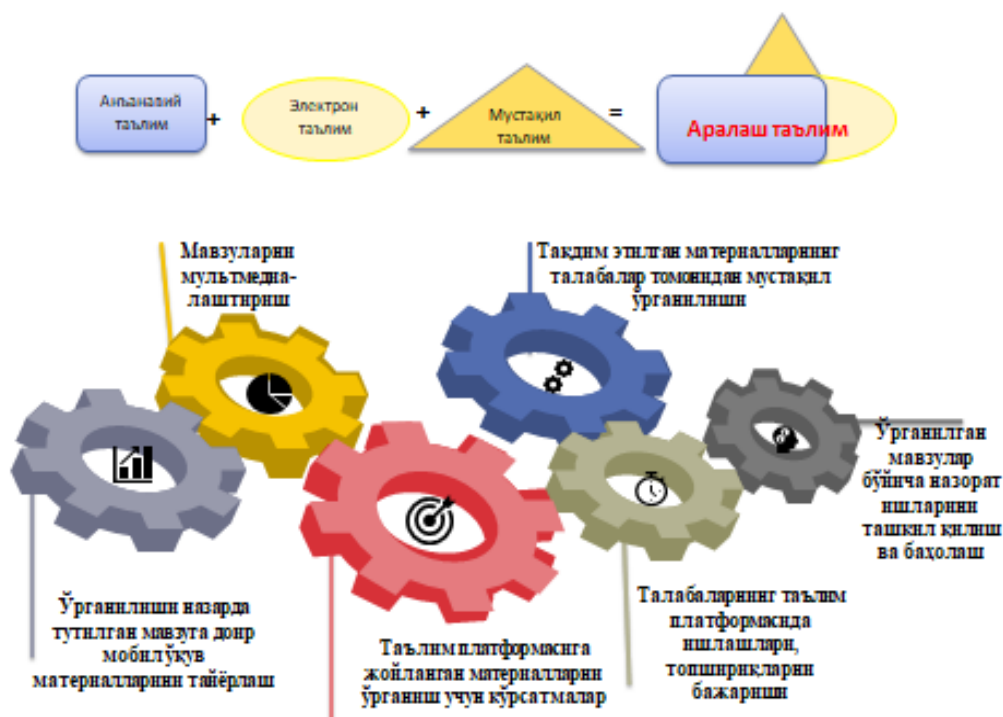 Анъанавий
таълим
+
Электрон
таълим
+
Мустақил
таълим
=
Аралаш таълим
Мавзуларни
мультмедиа-
лаштириш
Тақдим этилган материалларнинг
талабалар томонидан мустақил
ўрганилиши
Ўрганилган
мавзулар
бўйича назорат
ишларини
ташкил қилиш
ва баҳолаш
Ўрганилиши назарда
тутилган мавзуга доир
мобил ўқув
материалларини тайёрлаш
Таълим платформасига
жойланган материалларни
ўрганиш учун кўрсатмалар
Талабаларнинг таълим
платформасида
ишлашлари,
топшириқларни
бажариши